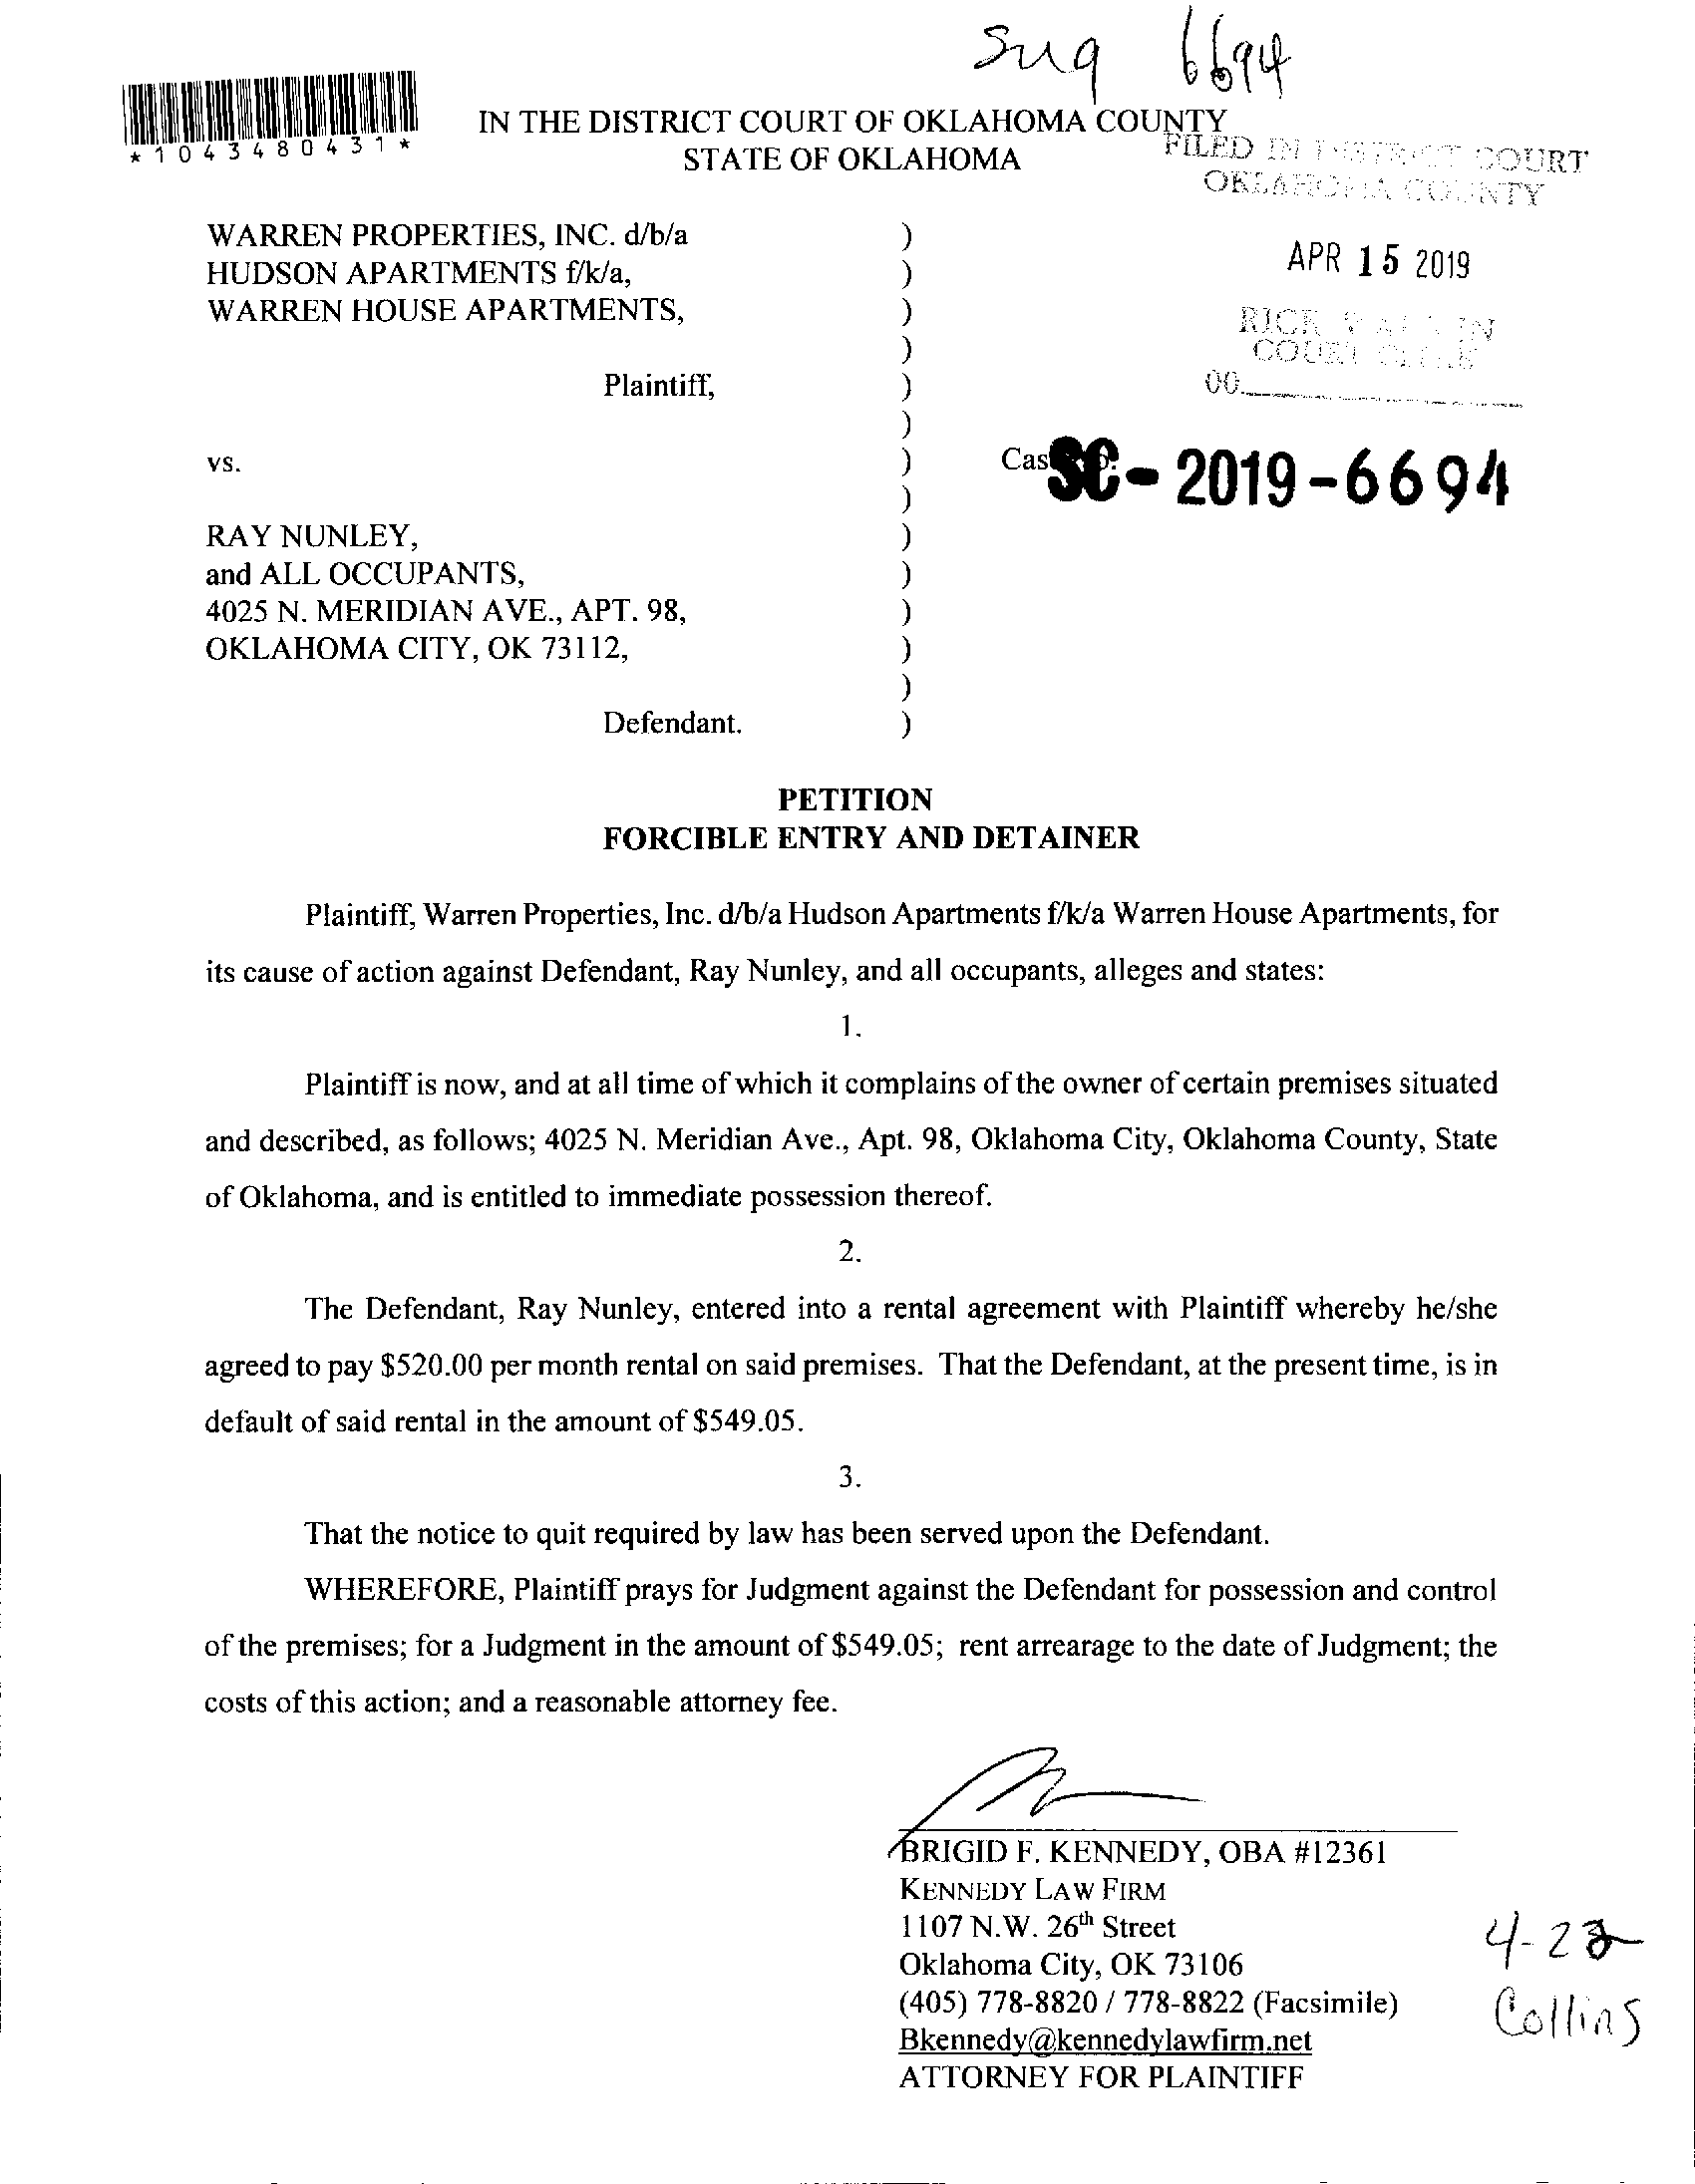 Suq 6694
*1043480431*
IN THE DISTRICT COURT OF OKLAHOMA COUNTY
STATE OF OKLAHOMA
FILED IN DISTRICT COURT
OKLAHOMA COUNTY
APR 15 2019
RICK
COURT CLERK
WARREN PROPERTIES, INC. d/b/a )
HUDSON APARTMENTS f/k/a, )
WARREN HOUSE APARTMENTS, )
)
Plaintiff, )
)
vs. )
)
RAY NUNLEY, )
and ALL OCCUPANTS, )
4025 N. MERIDIAN AVE., APT. 98, )
OKLAHOMA CITY, OK 73112, )
)
Defendant. )
Cas SC-2019-6694
PETITION
FORCIBLE ENTRY AND DETAINER
Plaintiff, Warren Properties, Inc. d/b/a Hudson Apartments f/k/a Warren House Apartments, for
its cause of action against Defendant, Ray Nunley, and all occupants, alleges and states:
1.
Plaintiff is now, and at all time of which it complains of the owner of certain premises situated
and described, as follows; 4025 N. Meridian Ave., Apt. 98, Oklahoma City, Oklahoma County, State
of Oklahoma, and is entitled to immediate possession thereof.
2.
The Defendant, Ray Nunley, entered into a rental agreement with Plaintiff whereby he/she
agreed to pay $520.00 per month rental on said premises. That the Defendant, at the present time, is in
default of said rental in the amount of $549.05.
3.
That the notice to quit required by law has been served upon the Defendant.
WHEREFORE, Plaintiff prays for Judgment against the Defendant for possession and control
of the premises; for a Judgment in the amount of $549.05; rent arrearage to the date of Judgment; the
costs of this action; and a reasonable attorney fee.
BRIGID F. KENNEDY, OBA #12361
KENNEDY LAW FIRM
1107 N.W. 26th Street
Oklahoma City, OK 73106
(405) 778-8820 / 778-8822 (Facsimile)
Bkennedy@kennedylawfirm.net
ATTORNEY FOR PLAINTIFF
Collins